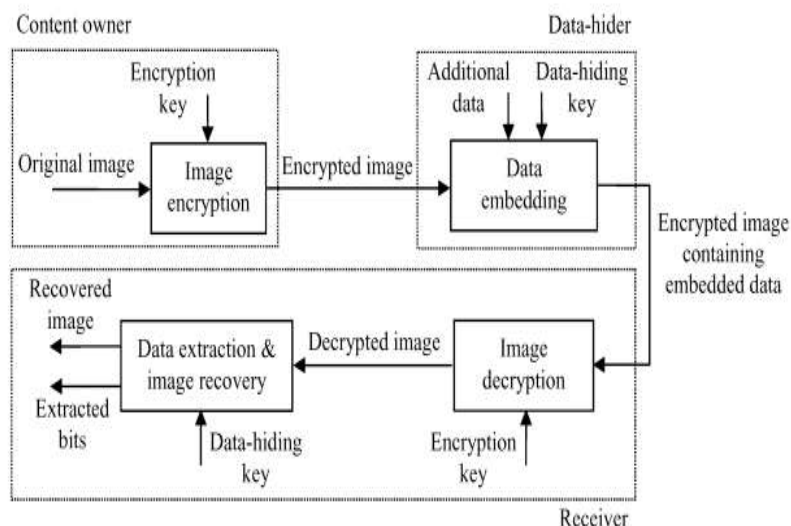 Content owner
Data-hider
Encryption
key
Additional
data
Data-hiding
key
Original image
Image
encryption
Encrypted image
Data
embedding
Encrypted image
containing
embedded data
Recovered
image
Data extraction &
image recovery
Decrypted image
Image
decryption
Extracted
bits
Data-hiding
key
Encryption
key
Receiver